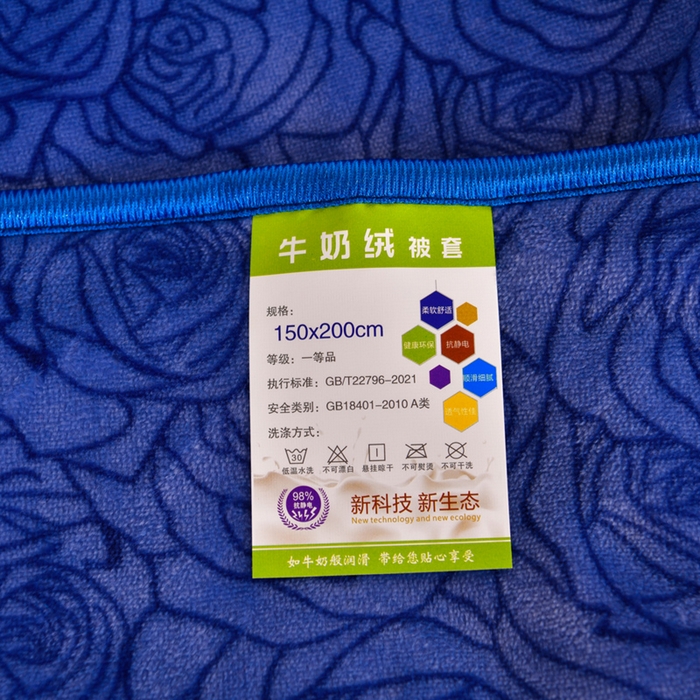 牛奶绒被套
规格：
150x200cm
等级：一等品
执行标准：GB/T22796-2021
安全类别：GB18401-2010 A类
洗涤方式：
柔软舒适
健康环保
抗静电
顺滑细腻
透气性佳
30
低温水洗 不可漂白 悬挂晾干 不可熨烫 不可干洗
98%
抗静电
新科技 新生态
New technology and new ecology
如牛奶般润滑 带给您贴心享受